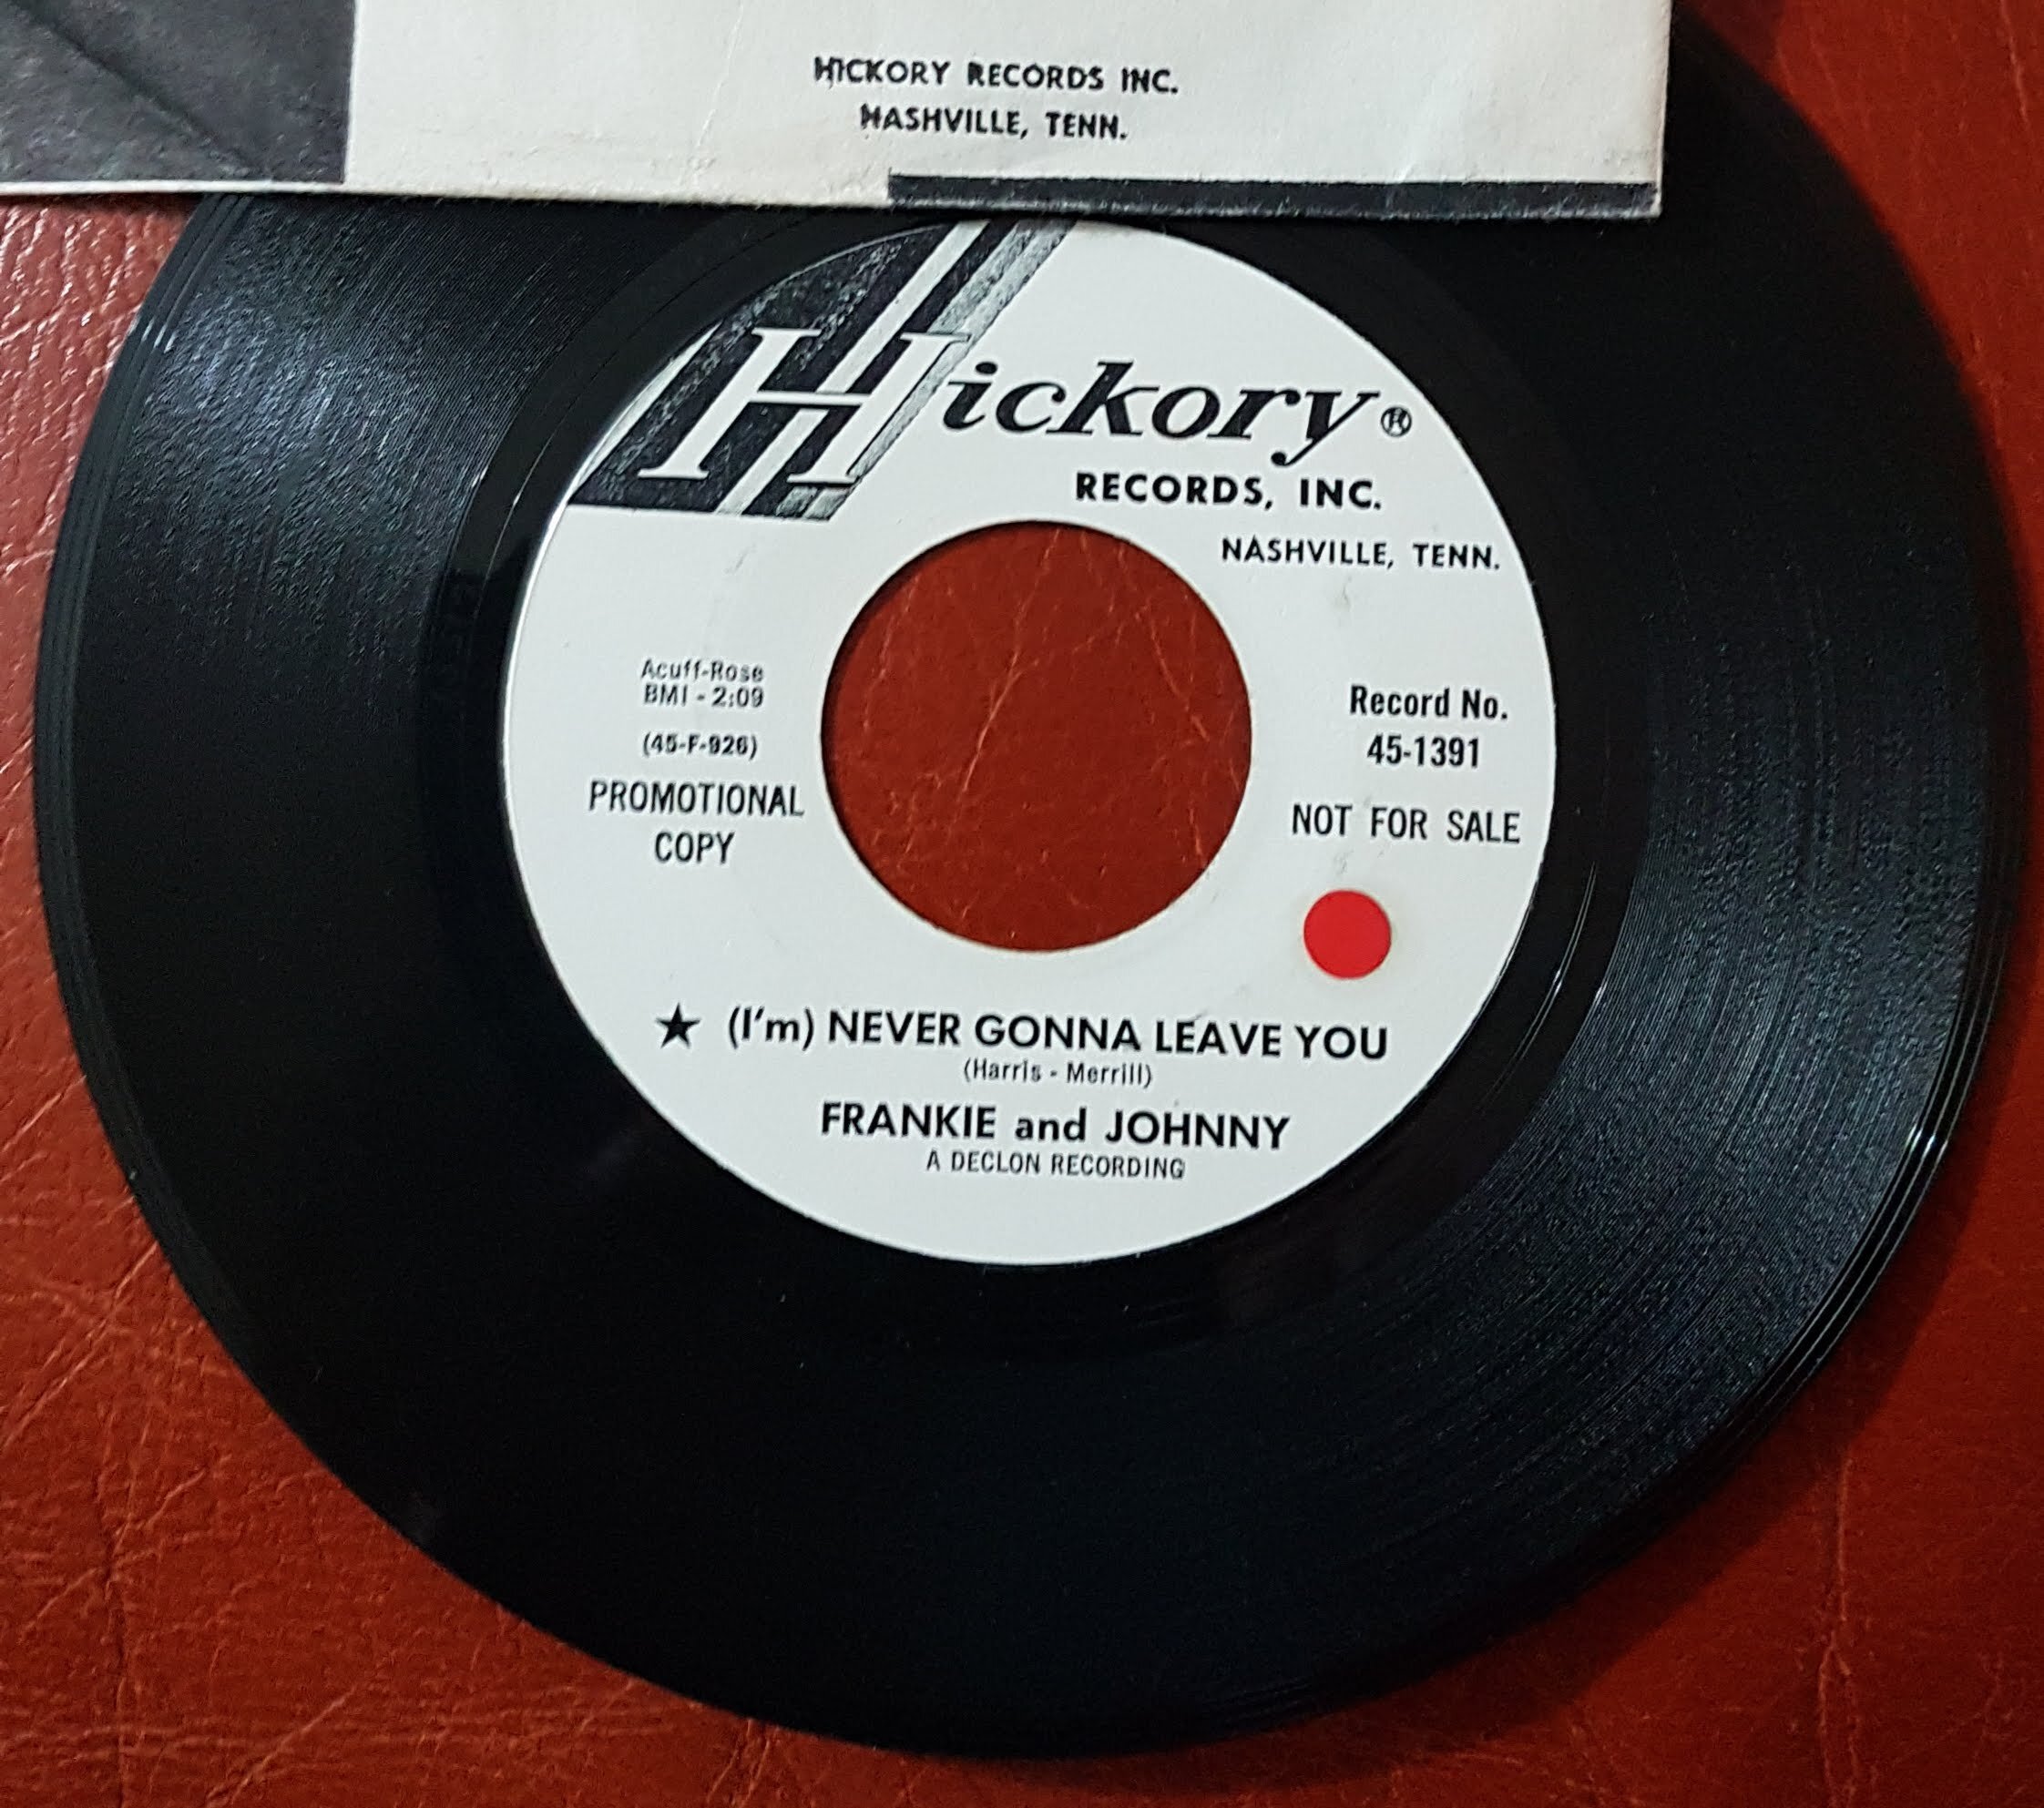 HICKORY RECORDS INC.
NASHVILLE, TENN.
Hickory®
RECORDS, INC.
NASHVILLE, TENN.
Acuff-Rose
BMI - 2:09
(45-F-926)
PROMOTIONAL
COPY
Record No.
45-1391
NOT FOR SALE
★ (I'm) NEVER GONNA LEAVE YOU
(Harris - Merrill)
FRANKIE and JOHNNY
A DECLON RECORDING